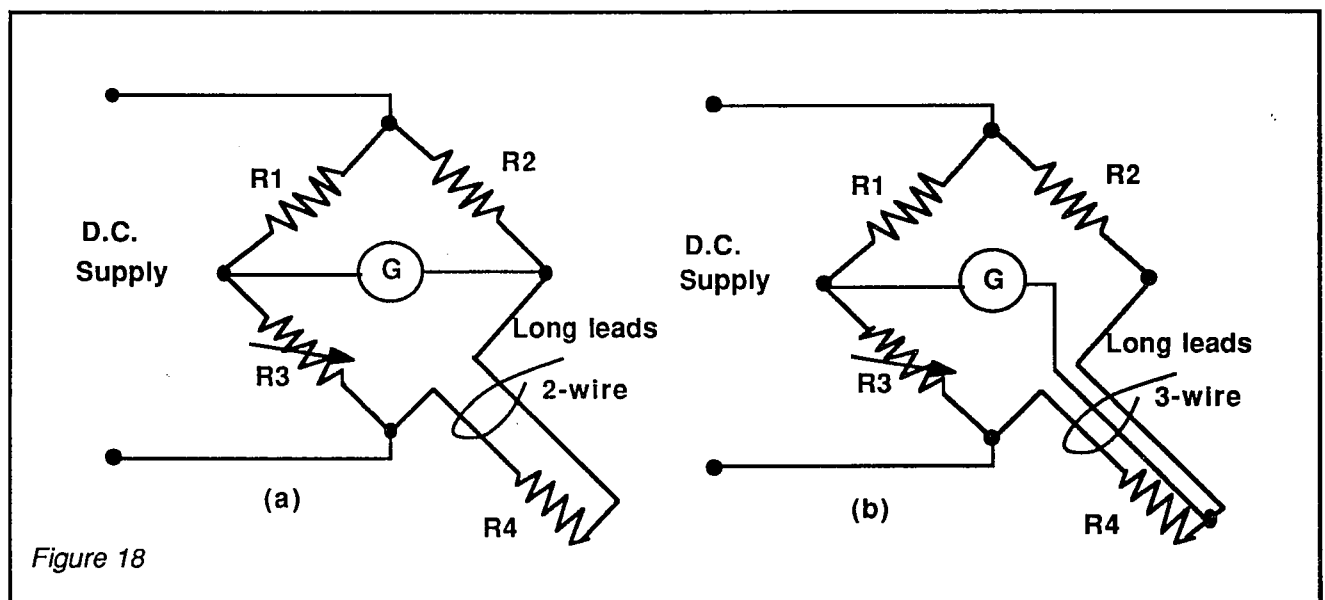 R1
R2
D.C.
Supply
G
Long leads
R3
2-wire
(a)
R4
R1
R2
D.C.
Supply
G
Long leads
R3
3-wire
(b)
R4
Figure 18